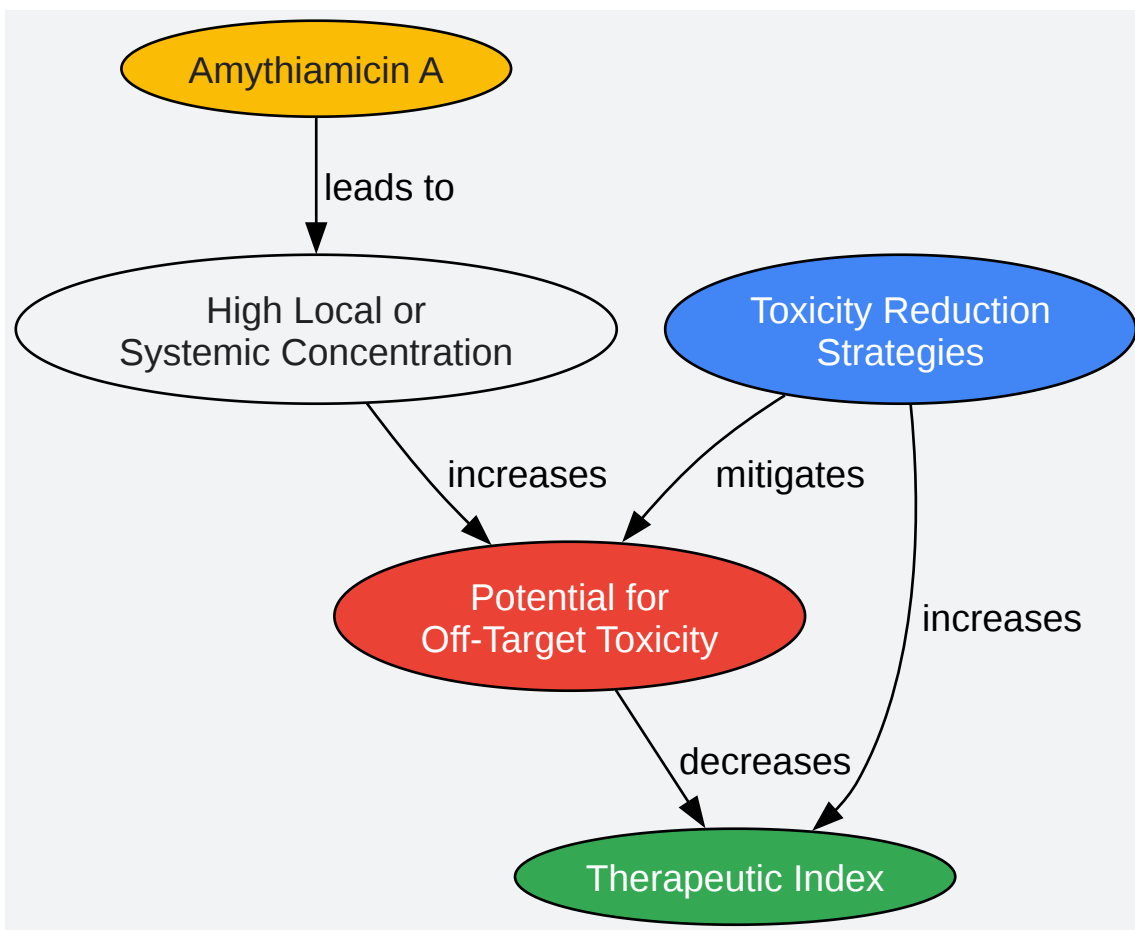 Amythiamicin A
leads to
High Local or
Systemic Concentration
Toxicity Reduction
Strategies
increases
mitigates
Potential for
Off-Target Toxicity
increases
decreases
Therapeutic Index